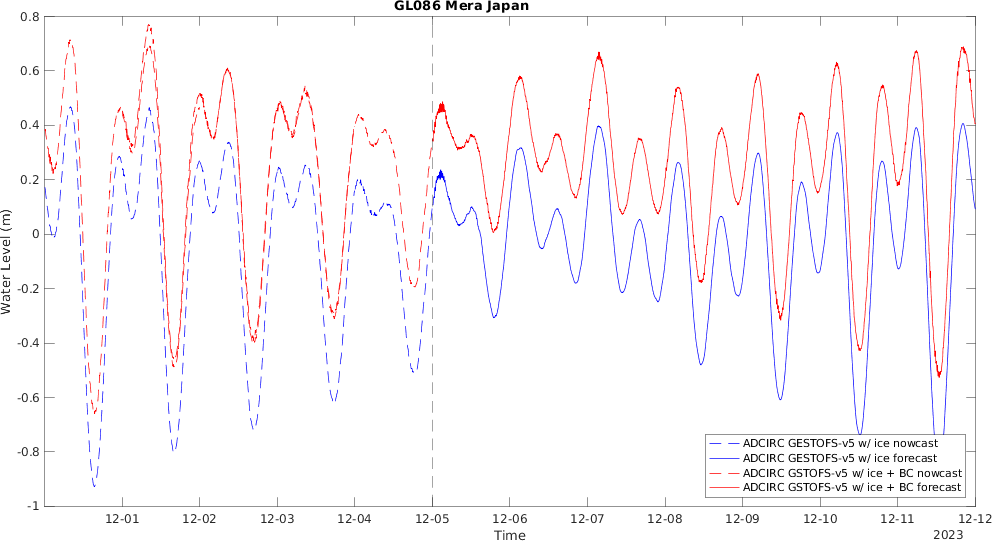 GL086 Mera Japan
0.8
0.6
0.4
0.2
0
-0.2
-0.4
-0.6
-0.8
-1
Water Level (m)
12-01 12-02 12-03 12-04 12-05 12-06 12-07 12-08 12-09 12-10 12-11 12-12
Time
2023
ADCIRC GESTOFS-v5 w/ ice nowcast
ADCIRC GESTOFS-v5 w/ ice forecast
ADCIRC GSTOFS-v5 w/ ice + BC nowcast
ADCIRC GSTOFS-v5 w/ ice + BC forecast